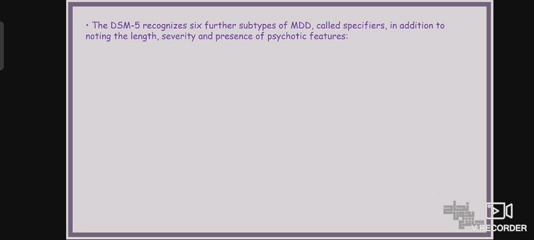 • The DSM-5 recognizes six further subtypes of MDD, called specifiers, in addition to
noting the length, severity and presence of psychotic features:
RECORDER